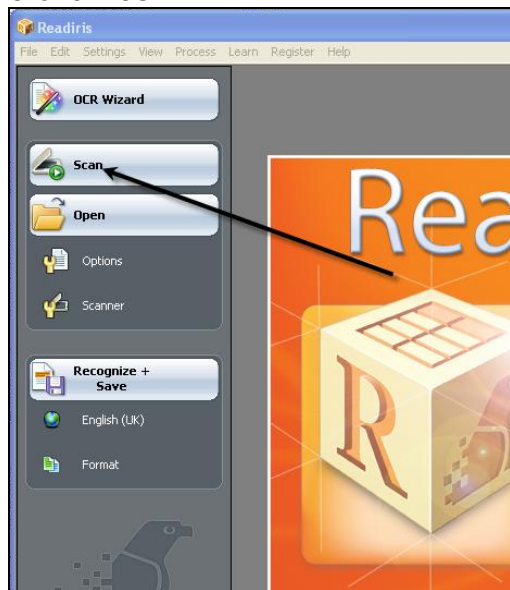 Readiris
File Edit Settings View Process Learn Register Help
OCR Wizard
Scan
Open
Options
Scanner
Recognize +
Save
English (UK)
Format
Rea
R